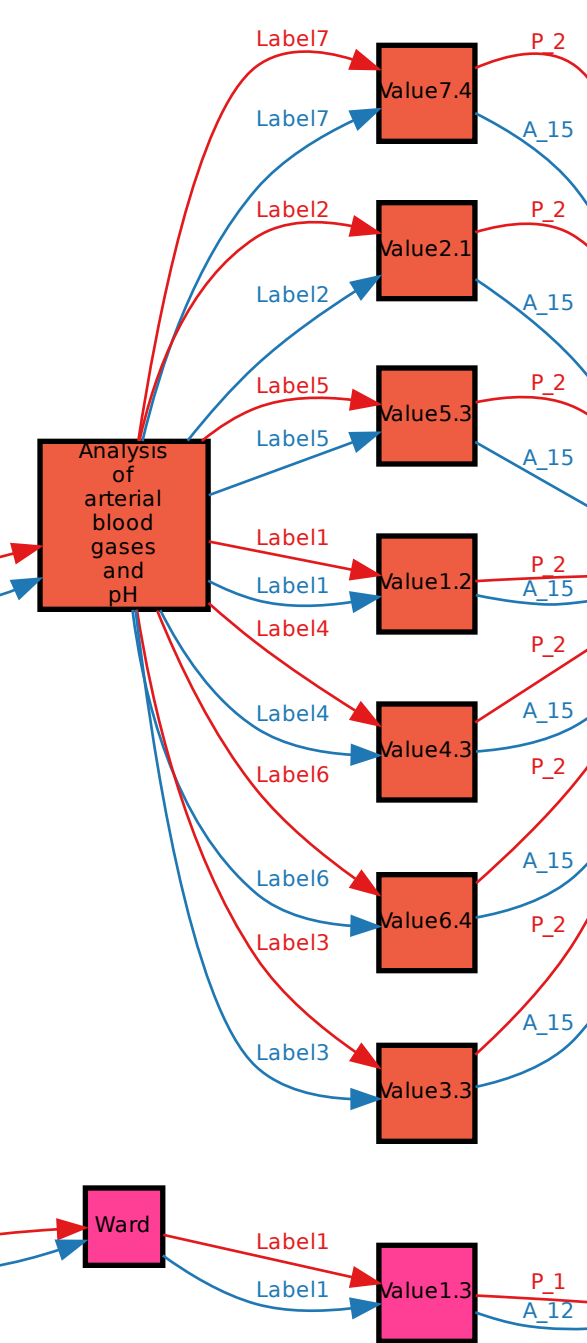 Label7
P_2
Value7.4
Label7
A_15
Label2
P_2
Value2.1
Label2
A_15
Label5
P_2
Value5.3
Label5
A_15
Analysis
of
arterial
blood
gases
and
pH
Label1
P_2
Value1.2
Label1
A_15
Label4
P_2
Label4
A_15
Value4.3
Label6
P_2
Label6
A_15
Value6.4
Label3
P_2
Label3
A_15
Value3.3
Ward
Label1
P_1
Value1.3
Label1
A_12